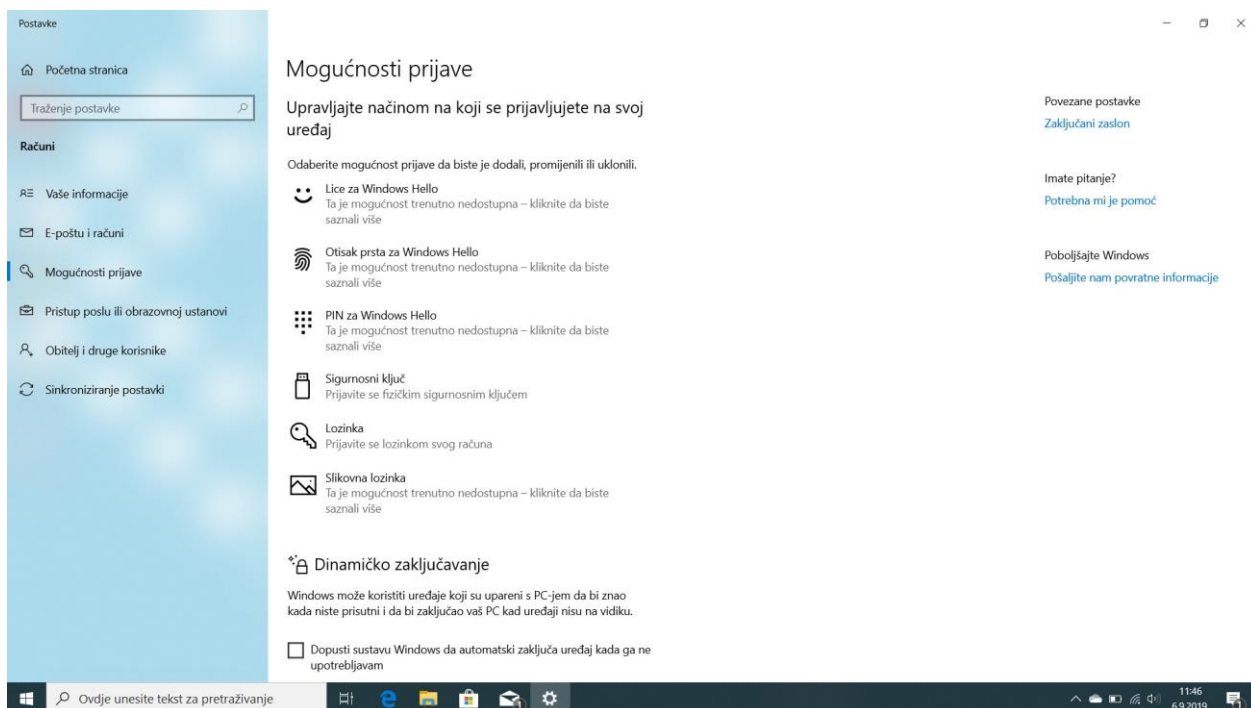 Postavke
Početna stranica
Traženje postavke
Računi
Vaše informacije
E-poštu i računi
Mogućnosti prijave
Pristup poslu ili obrazovnoj ustanovi
Obitelj i druge korisnike
Sinkroniziranje postavki
Mogućnosti prijave
Upravljajte načinom na koji se prijavljujete na svoj
uređaj
Odaberite mogućnost prijave da biste je dodali, promijenili ili uklonili.
Lice za Windows Hello
Ta je mogućnost trenutno nedostupna – kliknite da biste
saznali više
Otisak prsta za Windows Hello
Ta je mogućnost trenutno nedostupna – kliknite da biste
saznali više
PIN za Windows Hello
Ta je mogućnost trenutno nedostupna – kliknite da biste
saznali više
Sigurnosni ključ
Prijavite se fizičkim sigurnosnim ključem
Lozinka
Prijavite se lozinkom svog računa
Slikovna lozinka
Ta je mogućnost trenutno nedostupna – kliknite da biste
saznali više
Dinamičko zaključavanje
Windows može koristiti uređaje koji su upareni s PC-jem da bi znao
kada niste prisutni i da bi zaključao vaš PC kad uređaji nisu na vidiku.
Dopusti sustavu Windows da automatski zaključa uređaj kada ga ne
upotrebljavam
Povezane postavke
Zaključani zaslon
Imate pitanje?
Potrebna mi je pomoć
Poboljšajte Windows
Pošaljite nam povratne informacije
Ovdje unesite tekst za pretraživanje
11:46
6.9.2019.